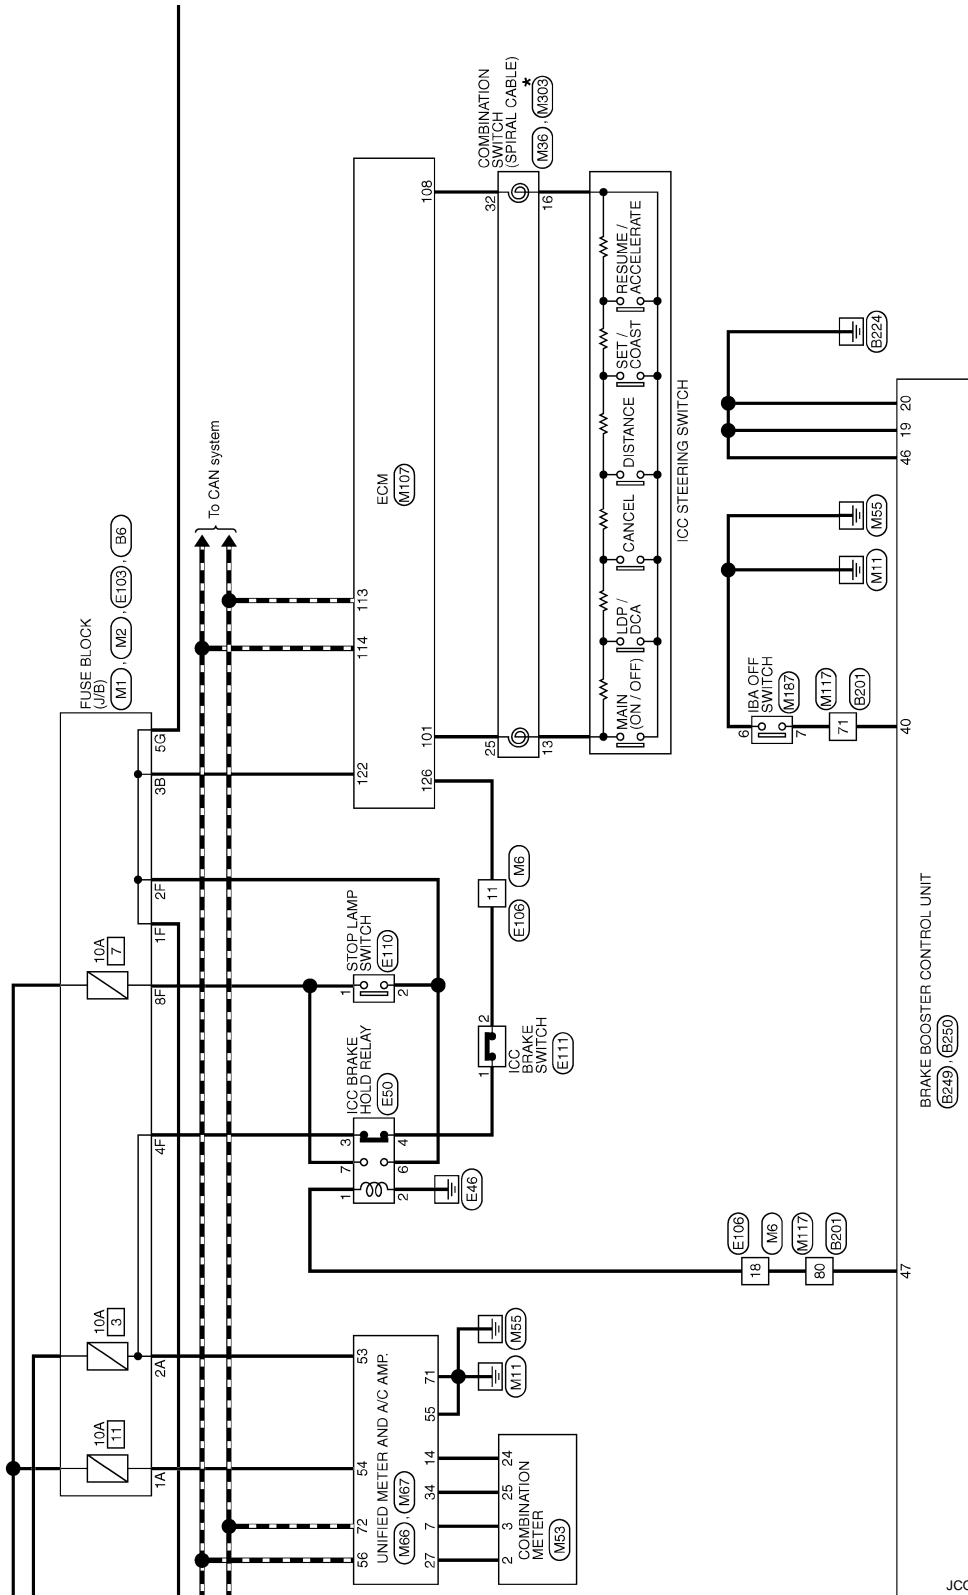 FUSE BLOCK
(J/B)
M1 , M2 , E103 , B6
10A
11
10A
3
10A
7
1A
2A
4F
8F
1F
2F
3B
5G
To CAN system
56
72
54
53
UNIFIED METER AND A/C AMP.
M66 , M67
27
7
34
14
55
71
2
3
25
24
COMBINATION
METER
M53
M11
M55
1
7
3
2
6
4
ICC BRAKE
HOLD RELAY
E50
E46
1
2
STOP LAMP
SWITCH
E110
1
2
ICC
BRAKE
SWITCH
E111
E106
11
M6
122
114
113
126
101
108
ECM
M107
25
32
13
16
COMBINATION
SWITCH
(SPIRAL CABLE)
*
M36 , M303
MAIN
(ON / OFF)
LDP /
DCA
CANCEL
DISTANCE
SET /
COAST
RESUME /
ACCELERATE
ICC STEERING SWITCH
E106
18
M6
M117
80
B201
47
6
7
IBA OFF
SWITCH
M187
M117
71
B201
40
M11
M55
46
19
20
B224
BRAKE BOOSTER CONTROL UNIT
B249 , B250
JCO